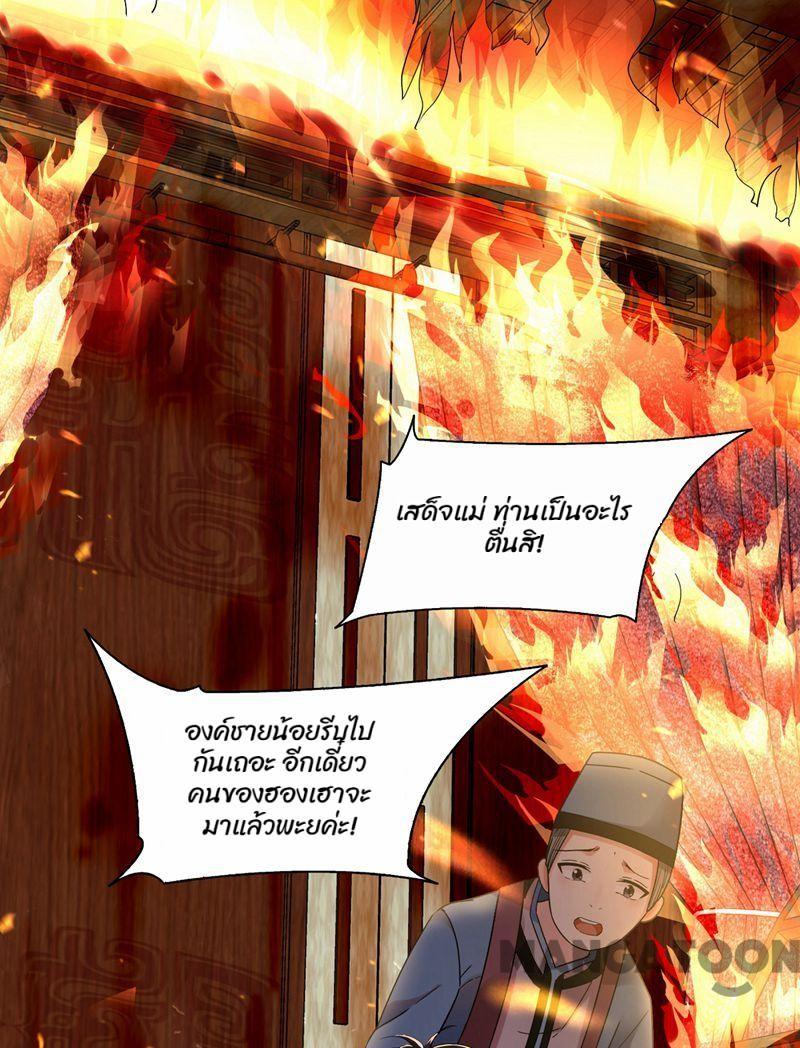 เสด็จแม่ ท่านเป็นอะไร
ตื่นสิ!
องค์ชายน้อยรีบไป
กันเถอะ อีกเดี๋ยว
คนของฮองเฮาจะ
มาแล้วพะยค่ะ!
MANGATOON